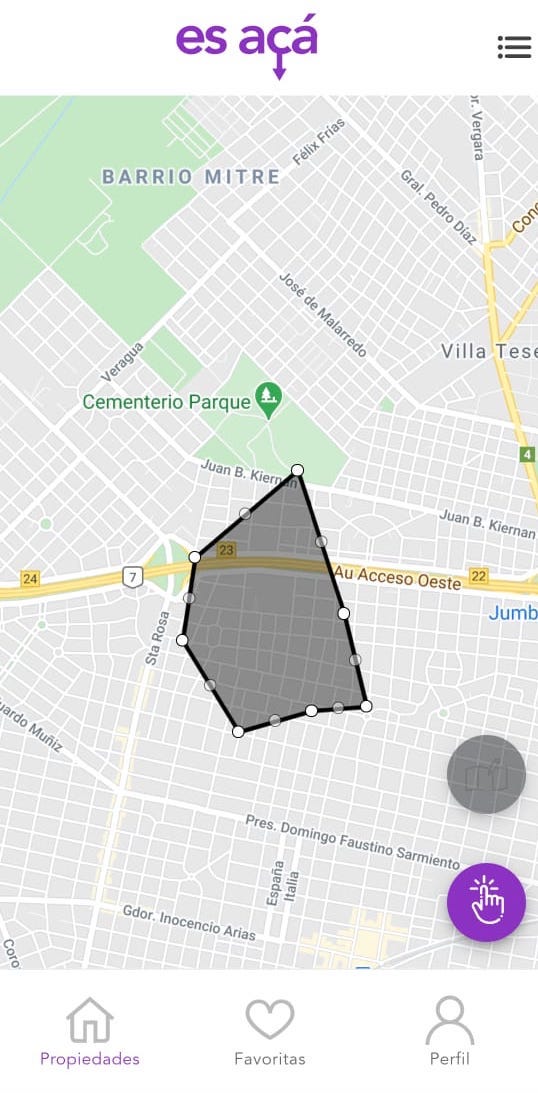 es açá
BARRIO MITRE
Félix Frias
or. Vergara
Gral. Pedro Díaz
Conc
José de Malarredo
Veragua
Villa Tese
Cementerio Parque
4
Juan B. Kiernan
Juan B. Kiernan
23
24
7
Au Acceso Oeste
22
Jumb
Sta Rosa
uardo Muñiz
Pres. Domingo Faustino Sarmiento
España
Italia
Gdor. Inocencio Arias
Coro
Propiedades
Favoritas
Perfil